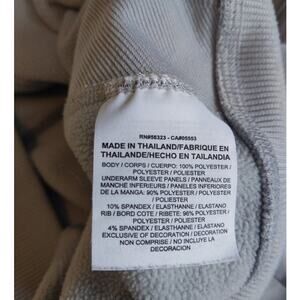 RN#56323 - CA#05553
MADE IN THAILAND/FABRIQUE EN
THAILANDE/HECHO EN TAILANDIA
BODY / CORPS / CUERPO: 100% POLYESTER /
POLYESTER / POLIESTER
UNDERARM SLEEVE PANELS / PANNEAUX DE
MANCHE INFERIEURS / PANELES INFERIORES
DE LA MANGA: 90% POLYESTER /
POLYESTER / POLIESTER
10% SPANDEX / ELASTHANNE / ELASTANO
RIB / BORD COTE / RIBETE: 96% POLYESTER /
POLYESTER / POLIESTER
4% SPANDEX / ELASTHANNE / ELASTANO
EXCLUSIVE OF DECORATION / DECORATION
NON COMPRISE / NO INCLUYE LA
DECORACION